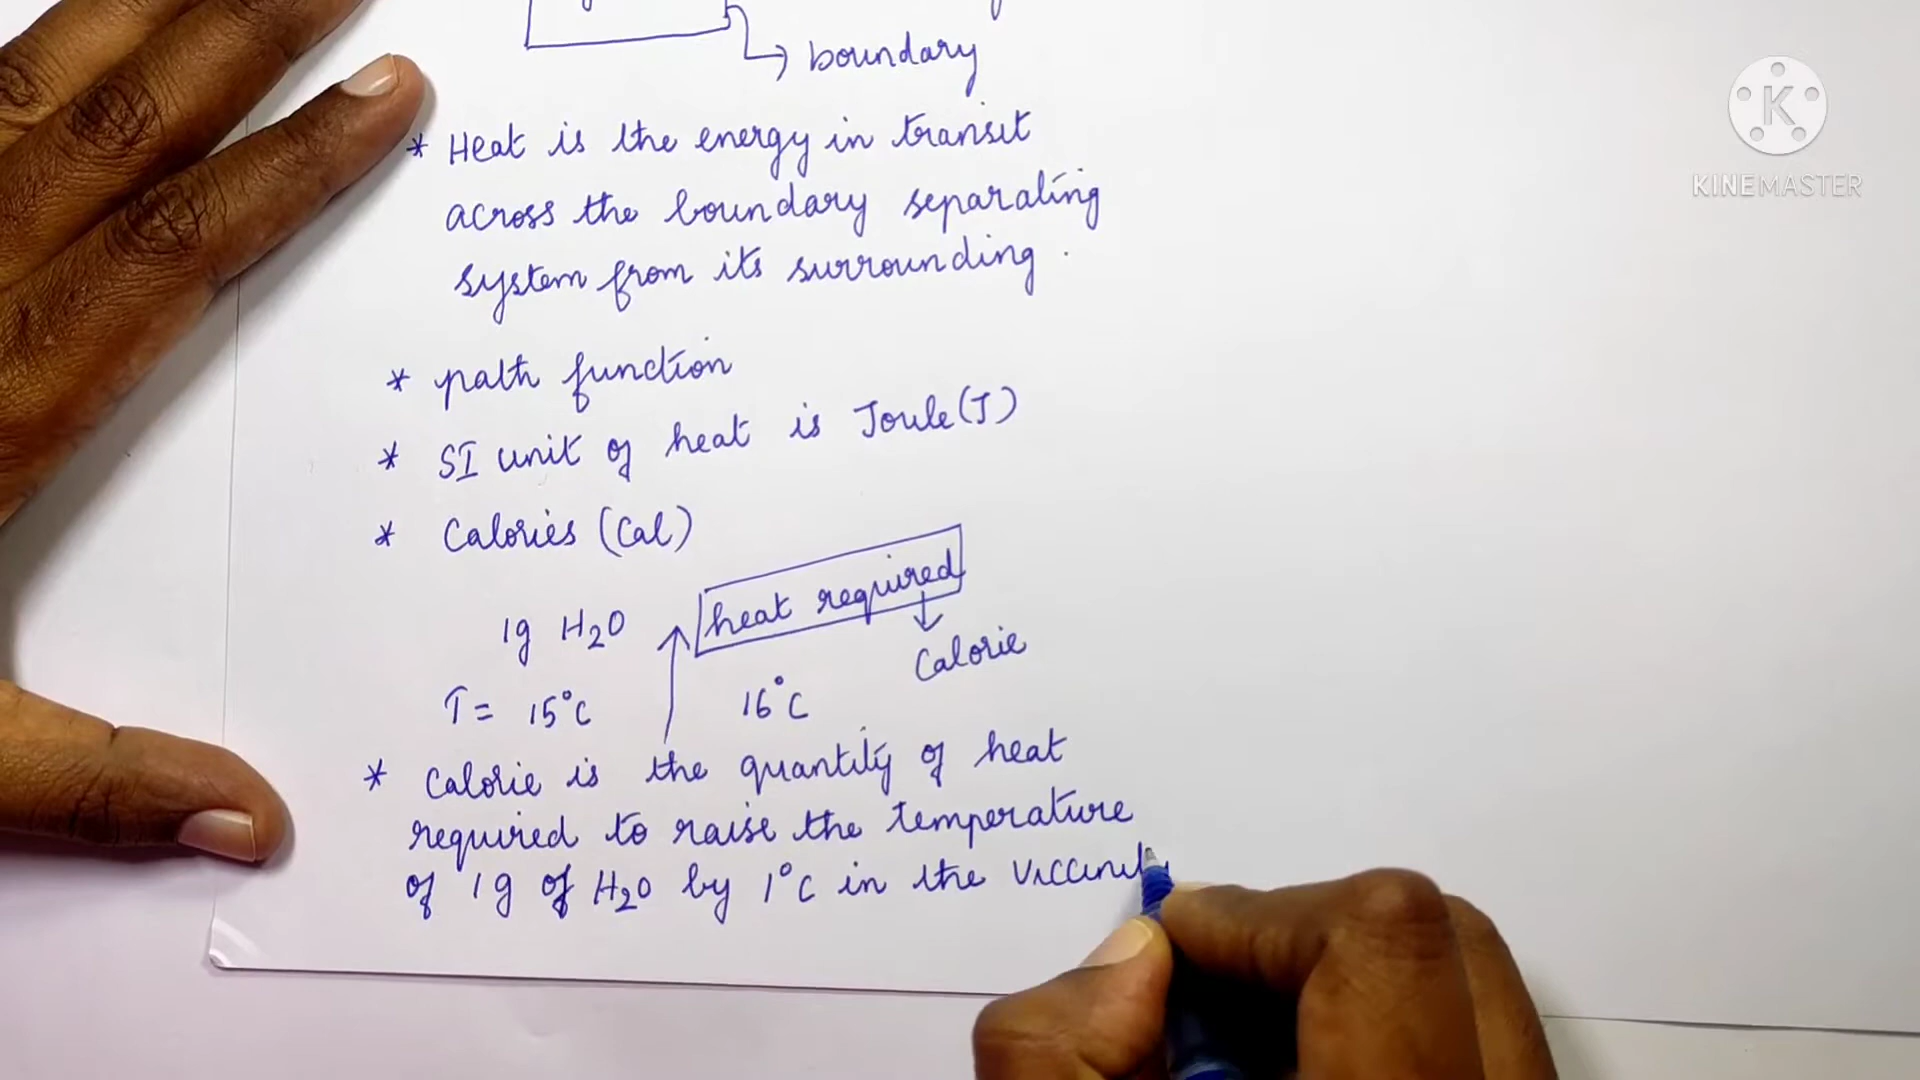 boundary
* Heat is the energy in transit
across the boundary separating
system from its surrounding.
* path function
* SI unit of heat is Joule (J)
* Calories (Cal)
heat required
1g H2O
Calorie
T = 15°C
16°C
* Calorie is the quantity of heat
required to raise the temperature
of 1g of H2O by 1°C in the
K
KINEMASTER